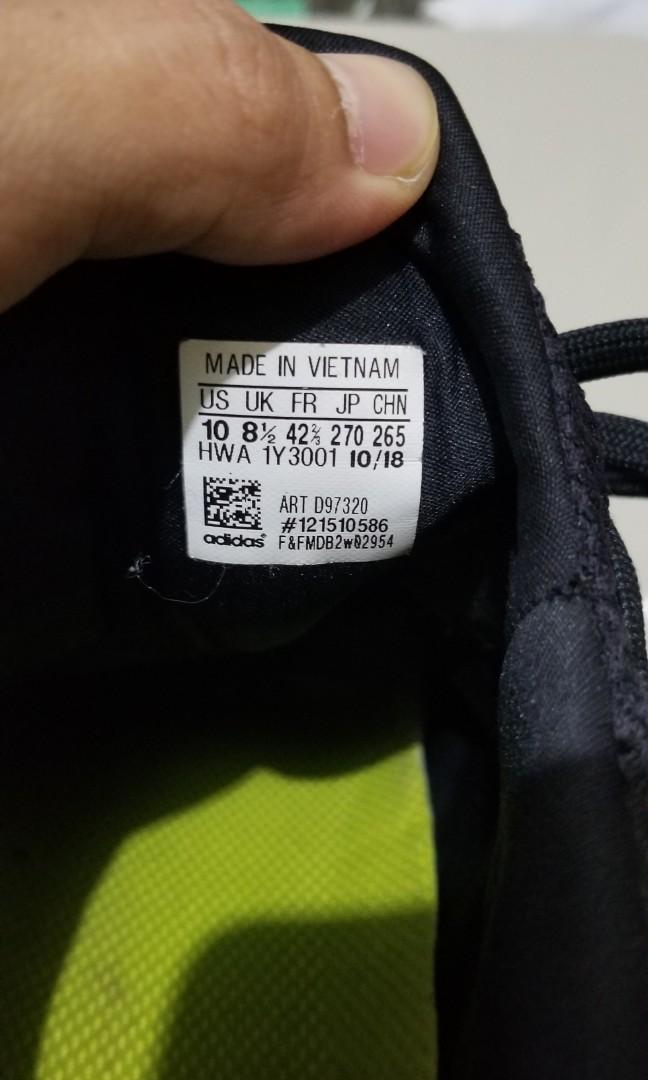 MADE IN VIETNAM
US UK FR JP CHN
10 8½ 42⅔ 270 265
HWA 1Y3001 10/18
ART D97320
#121510586
adidas F&FMDB2w02954